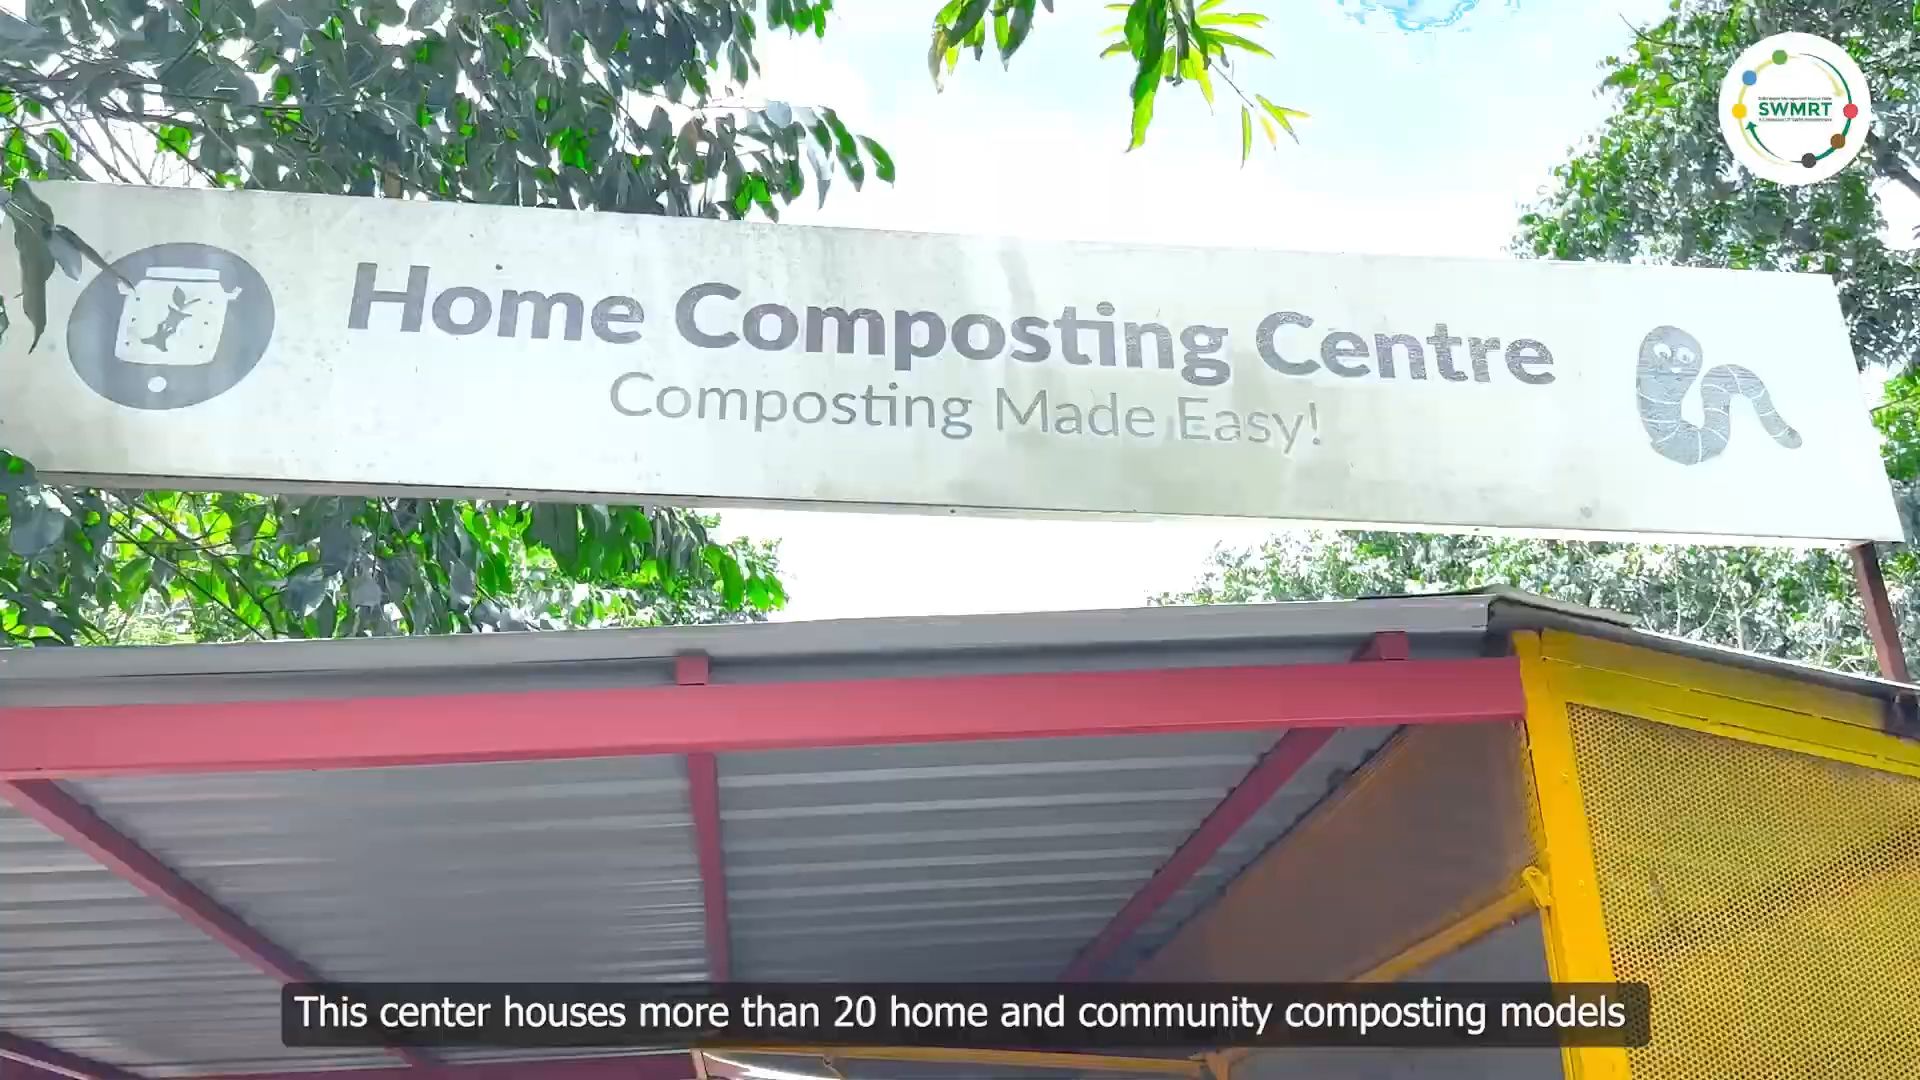 SWMRT
Home Composting Centre
Composting Made Easy!
This center houses more than 20 home and community composting models